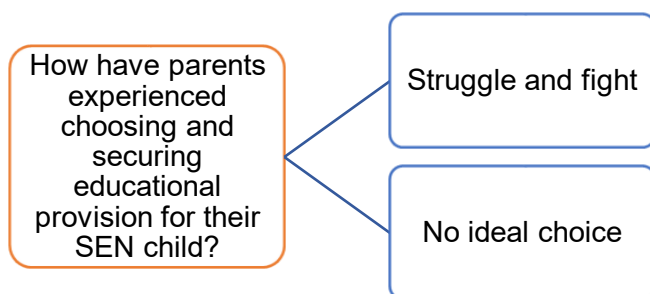 How have parents
experienced
choosing and
securing
educational
provision for their
SEN child?
Struggle and fight
No ideal choice